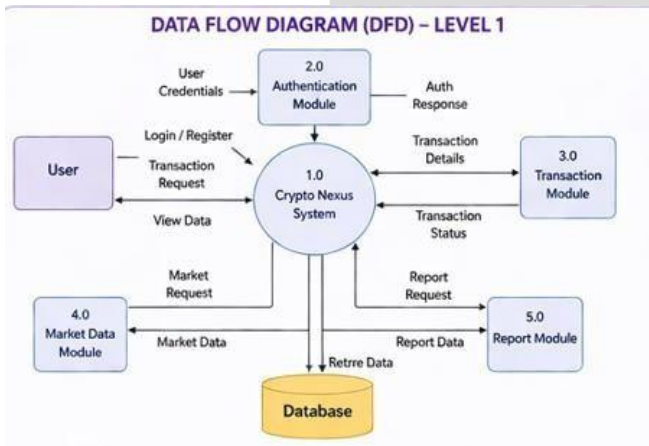 DATA FLOW DIAGRAM (DFD) – LEVEL 1
2.0
Authentication
Module
User
Credentials
Auth
Response
Login / Register
User
Transaction
Request
View Data
1.0
Crypto Nexus
System
Transaction
Details
Transaction
Status
3.0
Transaction
Module
Market
Request
Report
Request
4.0
Market Data
Module
Market Data
Report Data
5.0
Report Module
Retrre Data
Database